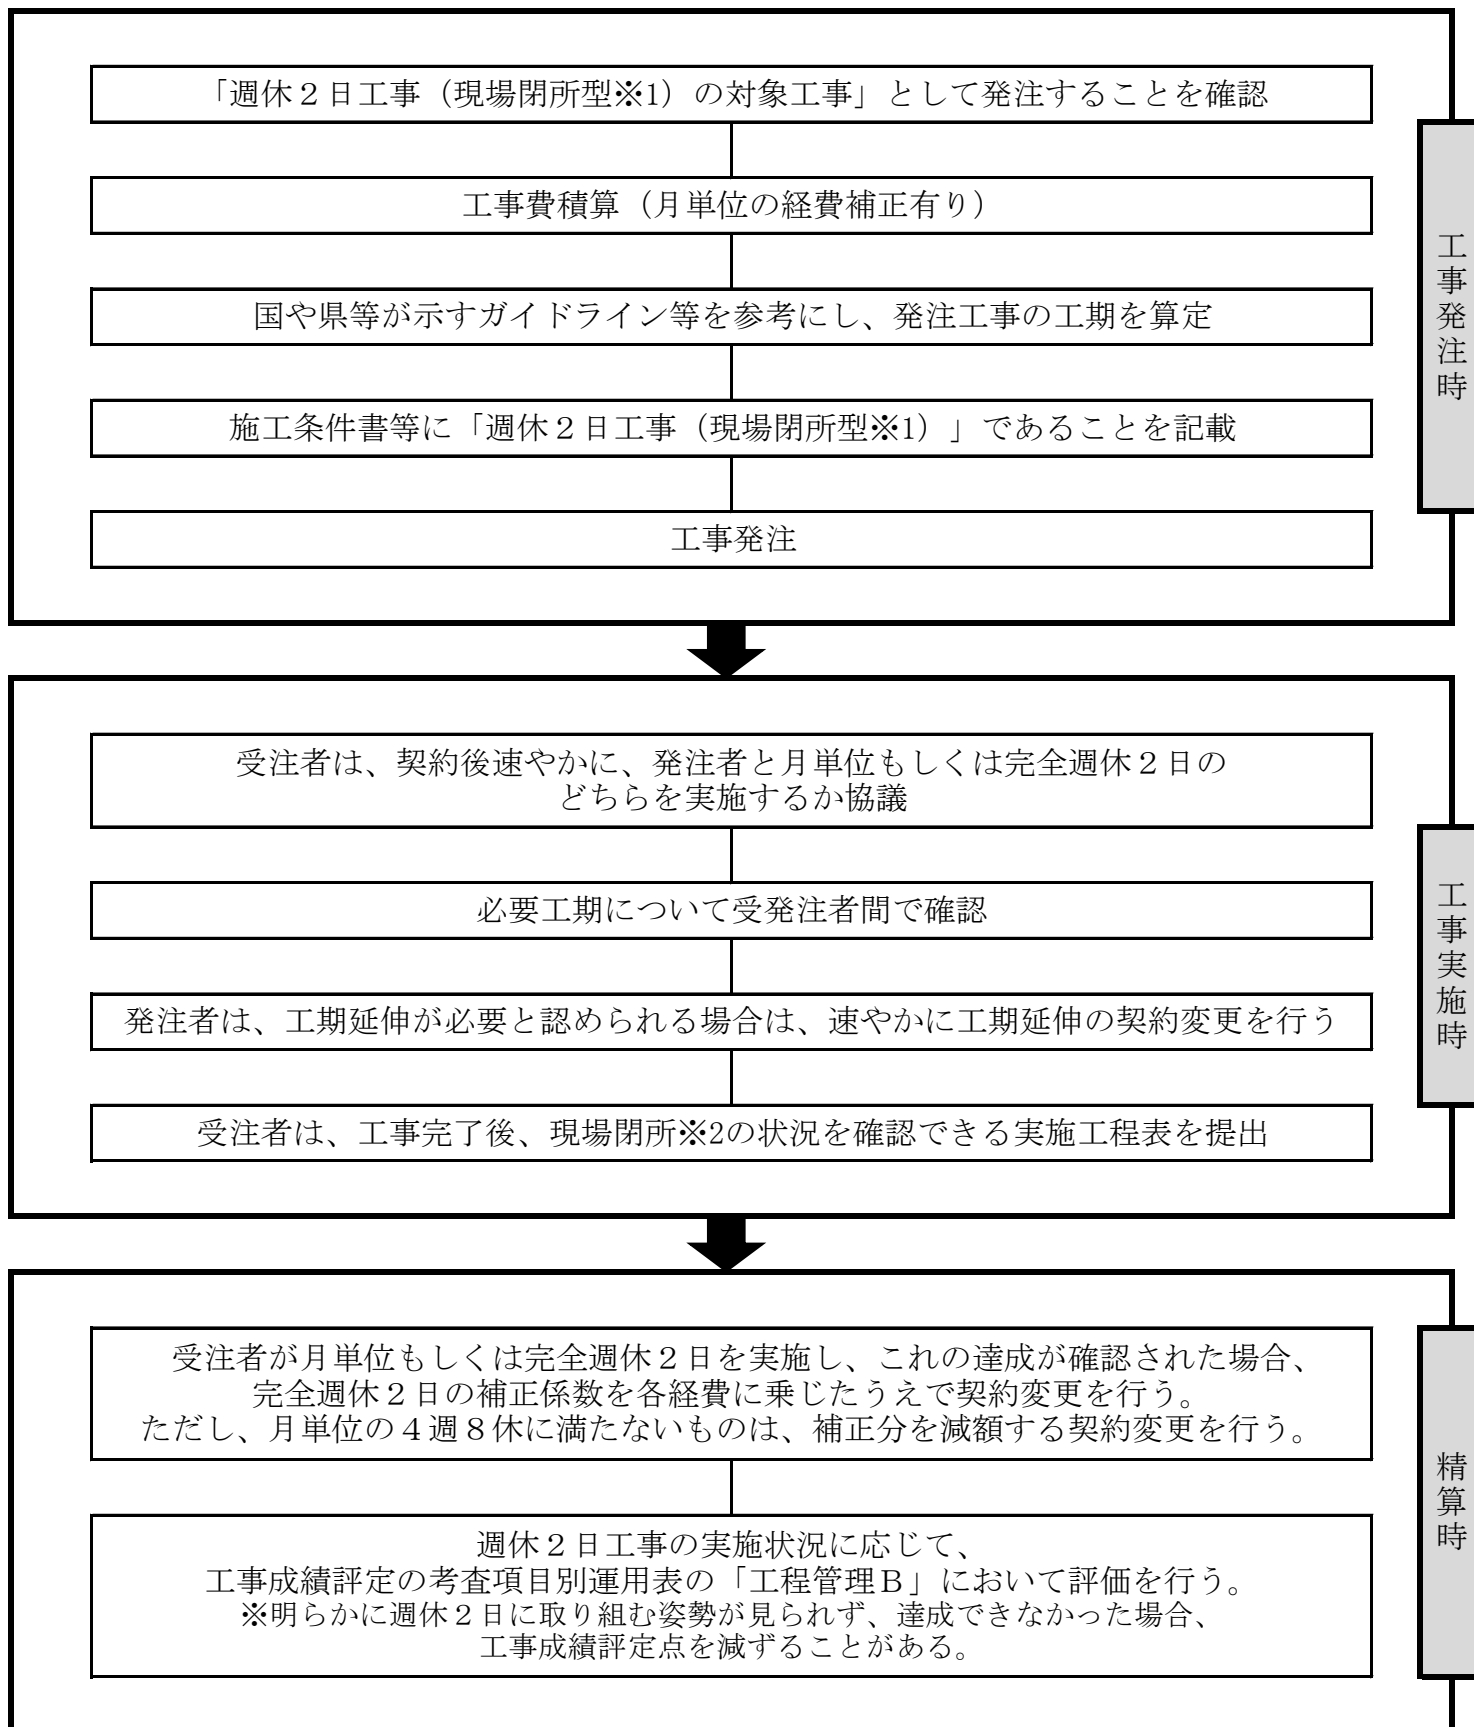 「週休２日工事（現場閉所型※1）の対象工事」として発注することを確認
工事費積算（月単位の経費補正有り）
国や県等が示すガイドライン等を参考にし、発注工事の工期を算定
施工条件書等に「週休２日工事（現場閉所型※1）」であることを記載
工事発注
工事発注時
受注者は、契約後速やかに、発注者と月単位もしくは完全週休２日の
どちらを実施するか協議
必要工期について受発注者間で確認
発注者は、工期延伸が必要と認められる場合は、速やかに工期延伸の契約変更を行う
受注者は、工事完了後、現場閉所※2の状況を確認できる実施工程表を提出
工事実施時
受注者が月単位もしくは完全週休２日を実施し、これの達成が確認された場合、
完全週休２日の補正係数を各経費に乗じたうえで契約変更を行う。
ただし、月単位の４週８休に満たないものは、補正分を減額する契約変更を行う。
週休２日工事の実施状況に応じて、
工事成績評定の考査項目別運用表の「工程管理Ｂ」において評価を行う。
※明らかに週休２日に取り組む姿勢が見られず、達成できなかった場合、
工事成績評定点を減ずることがある。
精算時